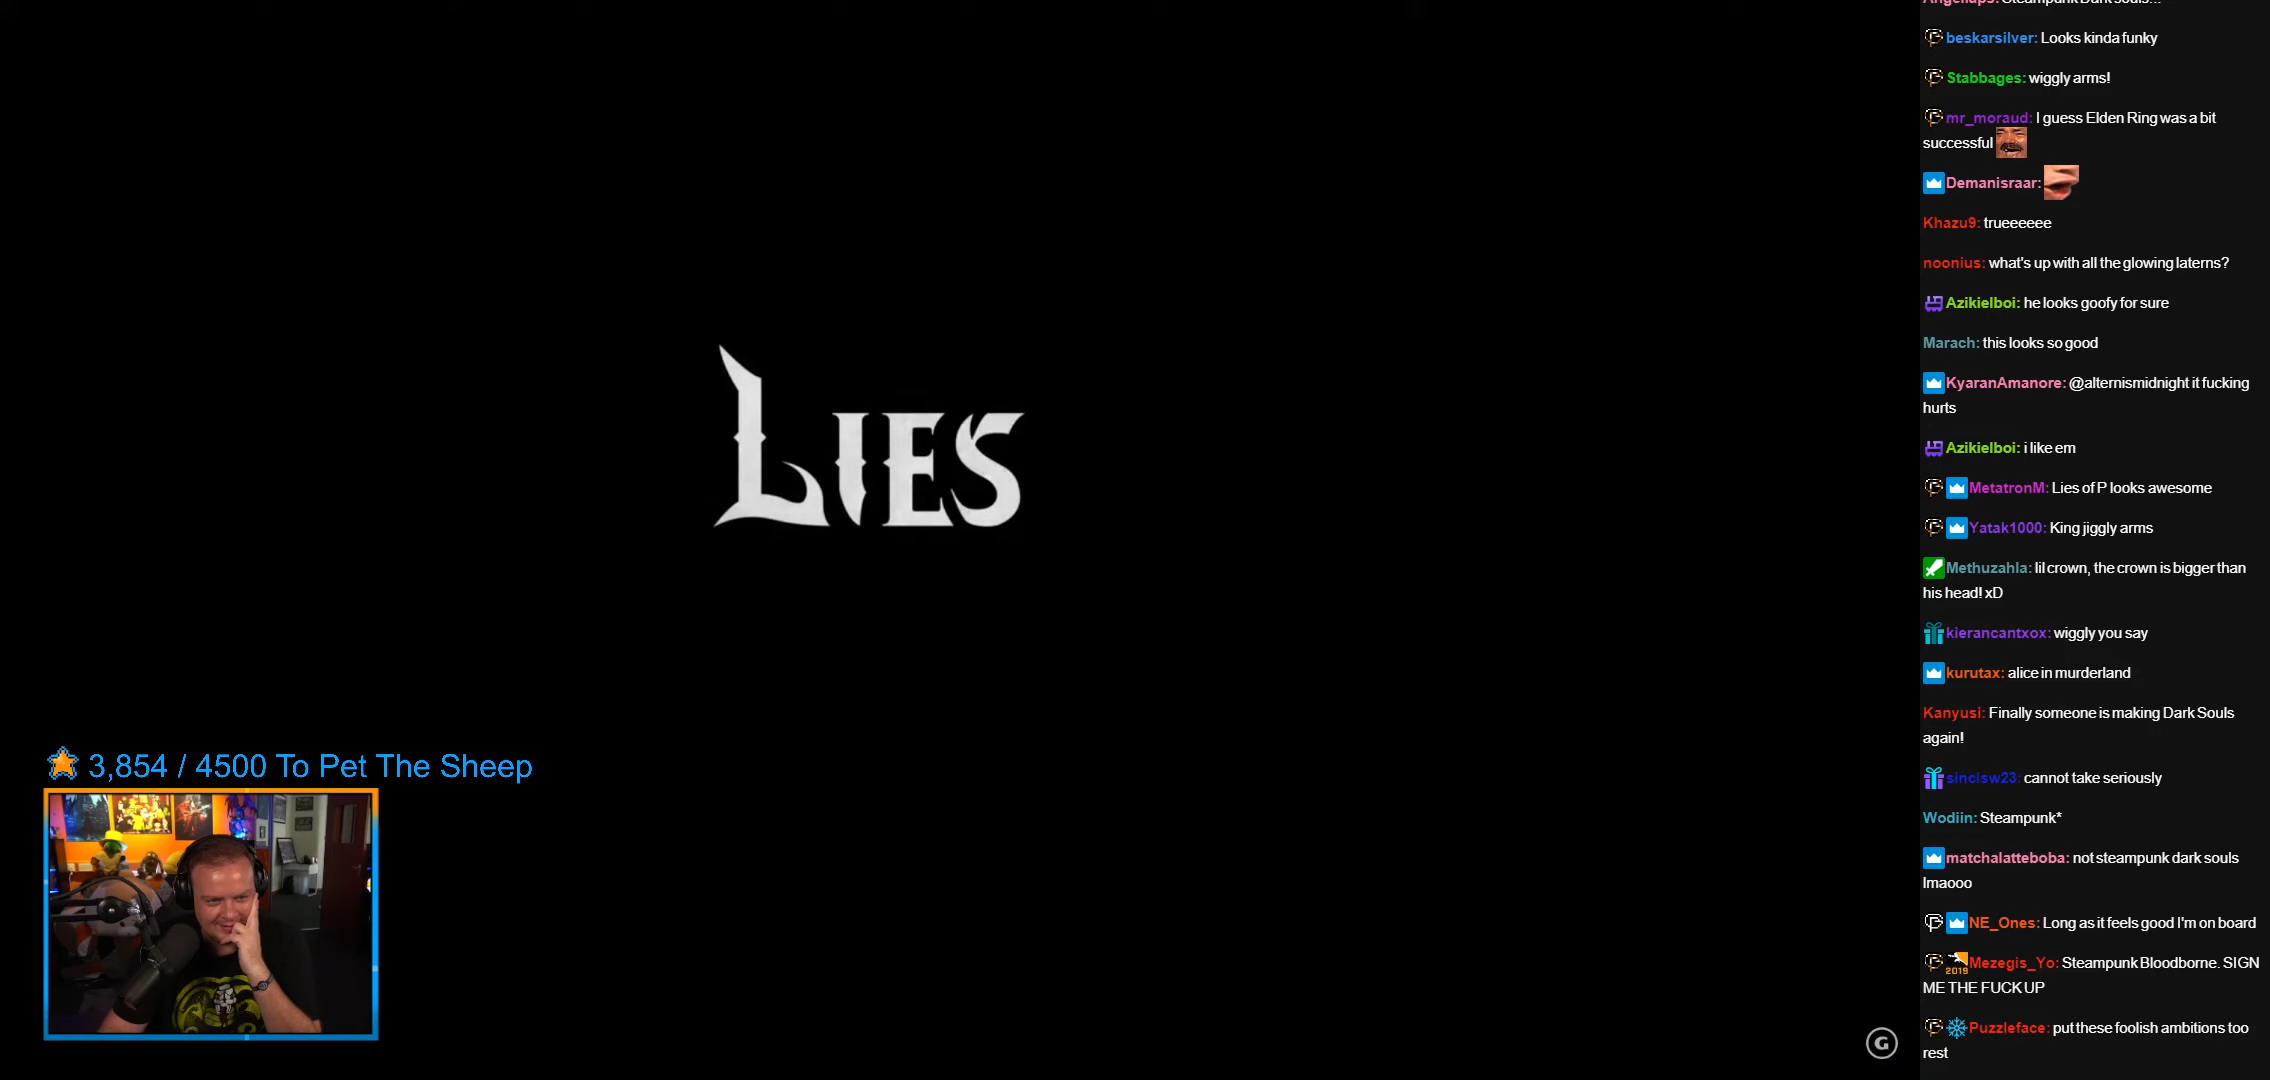 beskarsilver: Looks kinda funky
Stabbages: wiggly arms!
mr_moraud: I guess Elden Ring was a bit
successful
Demanisraar:
Khazu9: trueeeeee
noonius: what's up with all the glowing laterns?
Azikielboi: he looks goofy for sure
Marach: this looks so good
KyaranAmanore: @alternismidnight it fucking
hurts
Azikielboi: i like em
MetatronM: Lies of P looks awesome
Yatak1000: King jiggly arms
Methuzahla: lil crown, the crown is bigger than
his head! xD
kierancantxox: wiggly you say
kurutax: alice in murderland
Kanyusi: Finally someone is making Dark Souls
again!
sinclsw23: cannot take seriously
Wodiin: Steampunk*
matchalatteboba: not steampunk dark souls
lmaooo
NE_Ones: Long as it feels good I'm on board
2019 Mezegis_Yo: Steampunk Bloodborne. SIGN
ME THE FUCK UP
Puzzleface: put these foolish ambitions too
rest
LIES
3,854 / 4500 To Pet The Sheep
G